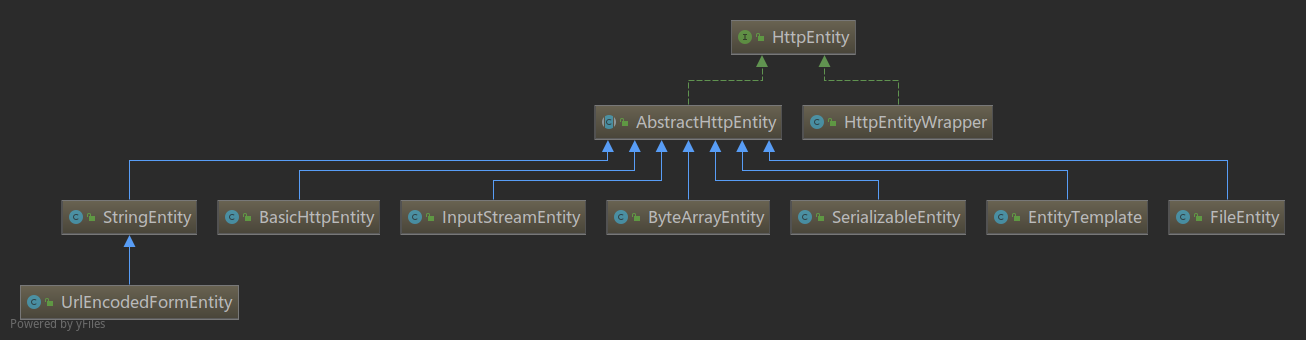 HttpEntity
AbstractHttpEntity
HttpEntityWrapper
StringEntity
BasicHttpEntity
InputStreamEntity
ByteArrayEntity
SerializableEntity
EntityTemplate
FileEntity
UrlEncodedFormEntity
Powered by yFiles